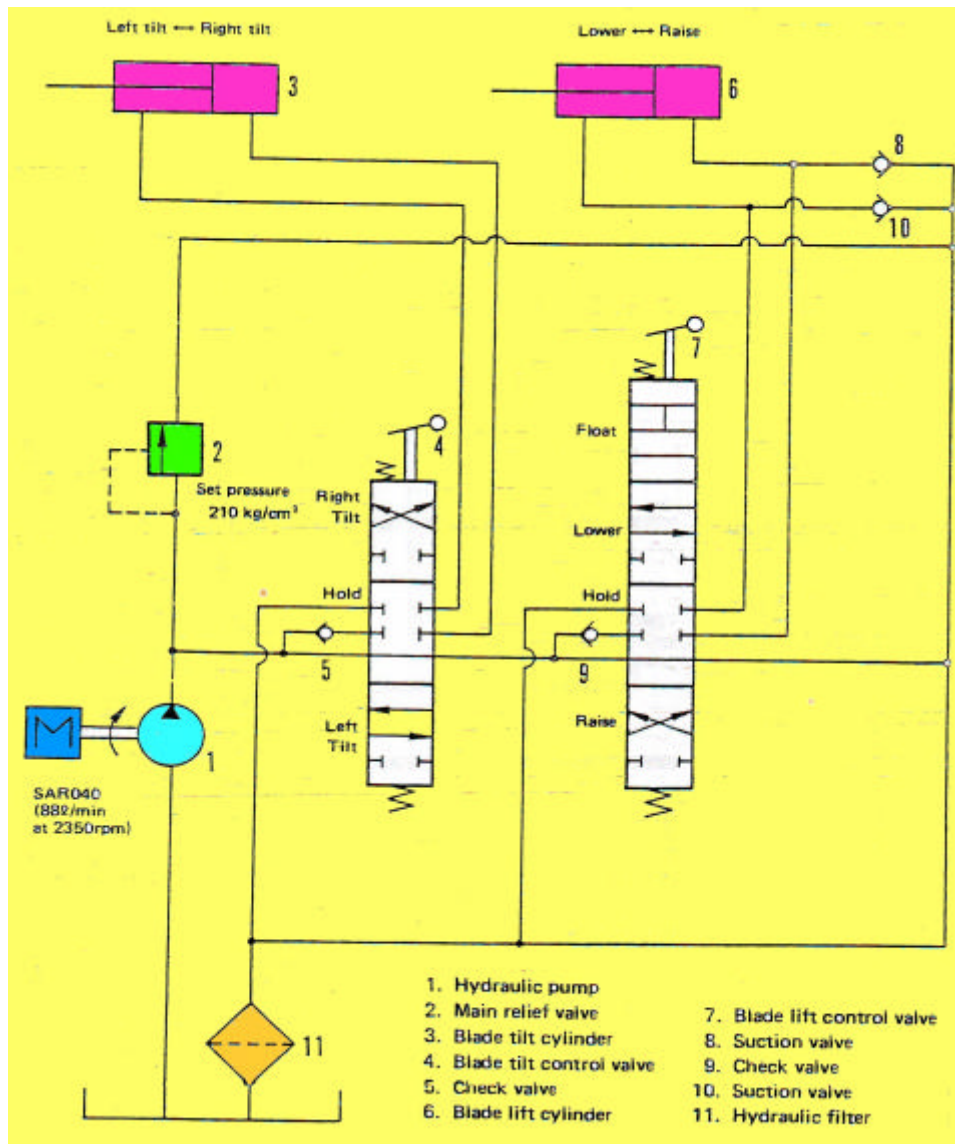 Left tilt ↔ Right tilt
Lower ↔ Raise
3
6
8
10
7
4
Float
2
Set pressure
210 kg/cm³
Right
Tilt
Lower
Hold
Hold
5
9
Left
Tilt
Raise
M
1
SAR040
(88ℓ/min
at 2350rpm)
11
1. Hydraulic pump
2. Main relief valve
3. Blade tilt cylinder
4. Blade tilt control valve
5. Check valve
6. Blade lift cylinder
7. Blade lift control valve
8. Suction valve
9. Check valve
10. Suction valve
11. Hydraulic filter